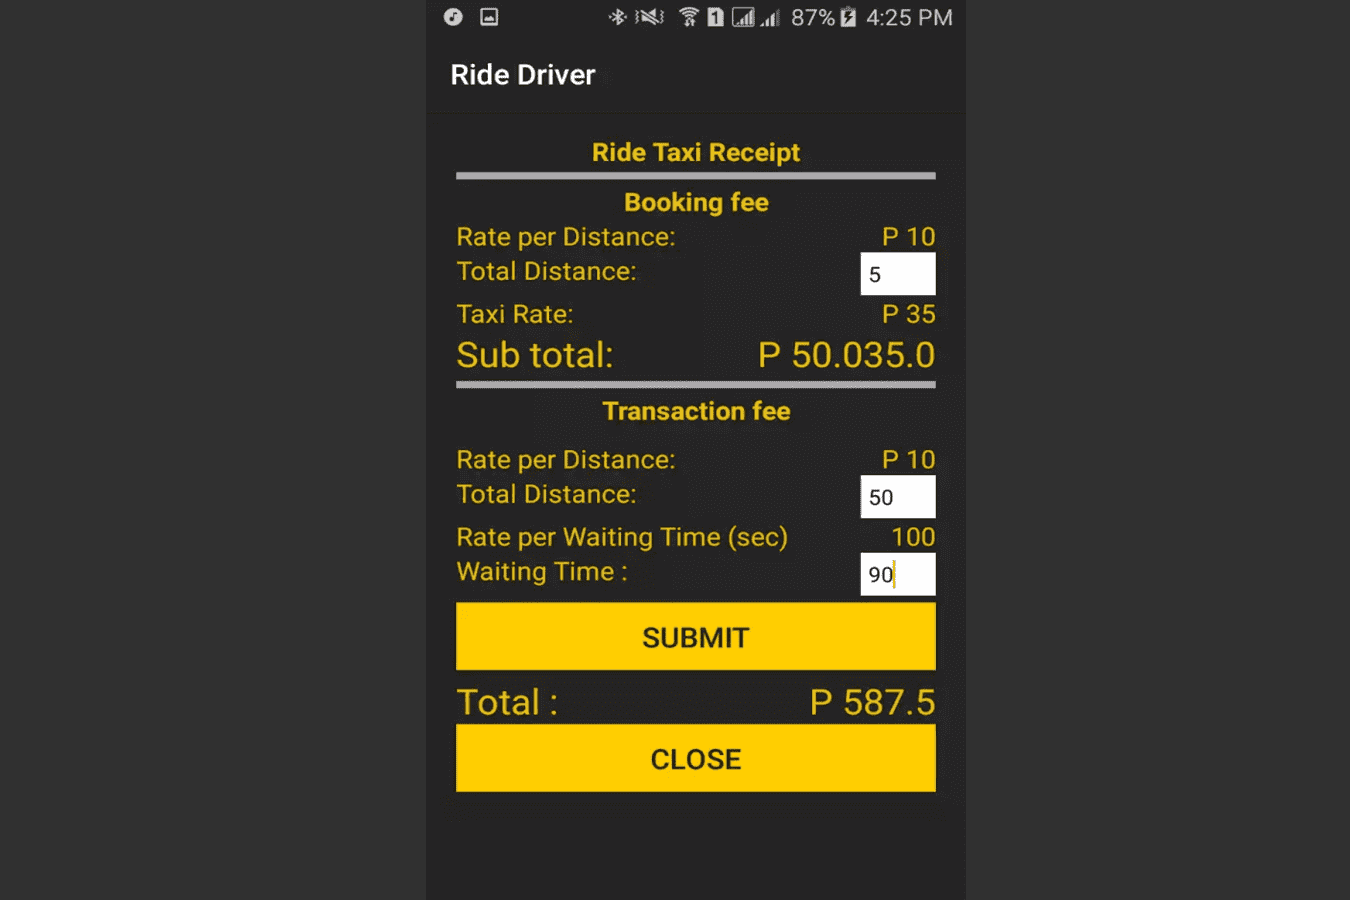 1 87% 4:25 PM
Ride Driver
Ride Taxi Receipt
Booking fee
Rate per Distance: P 10
Total Distance: 5
Taxi Rate: P 35
Sub total: P 50.035.0
Transaction fee
Rate per Distance: P 10
Total Distance: 50
Rate per Waiting Time (sec) 100
Waiting Time : 90
SUBMIT
Total : P 587.5
CLOSE